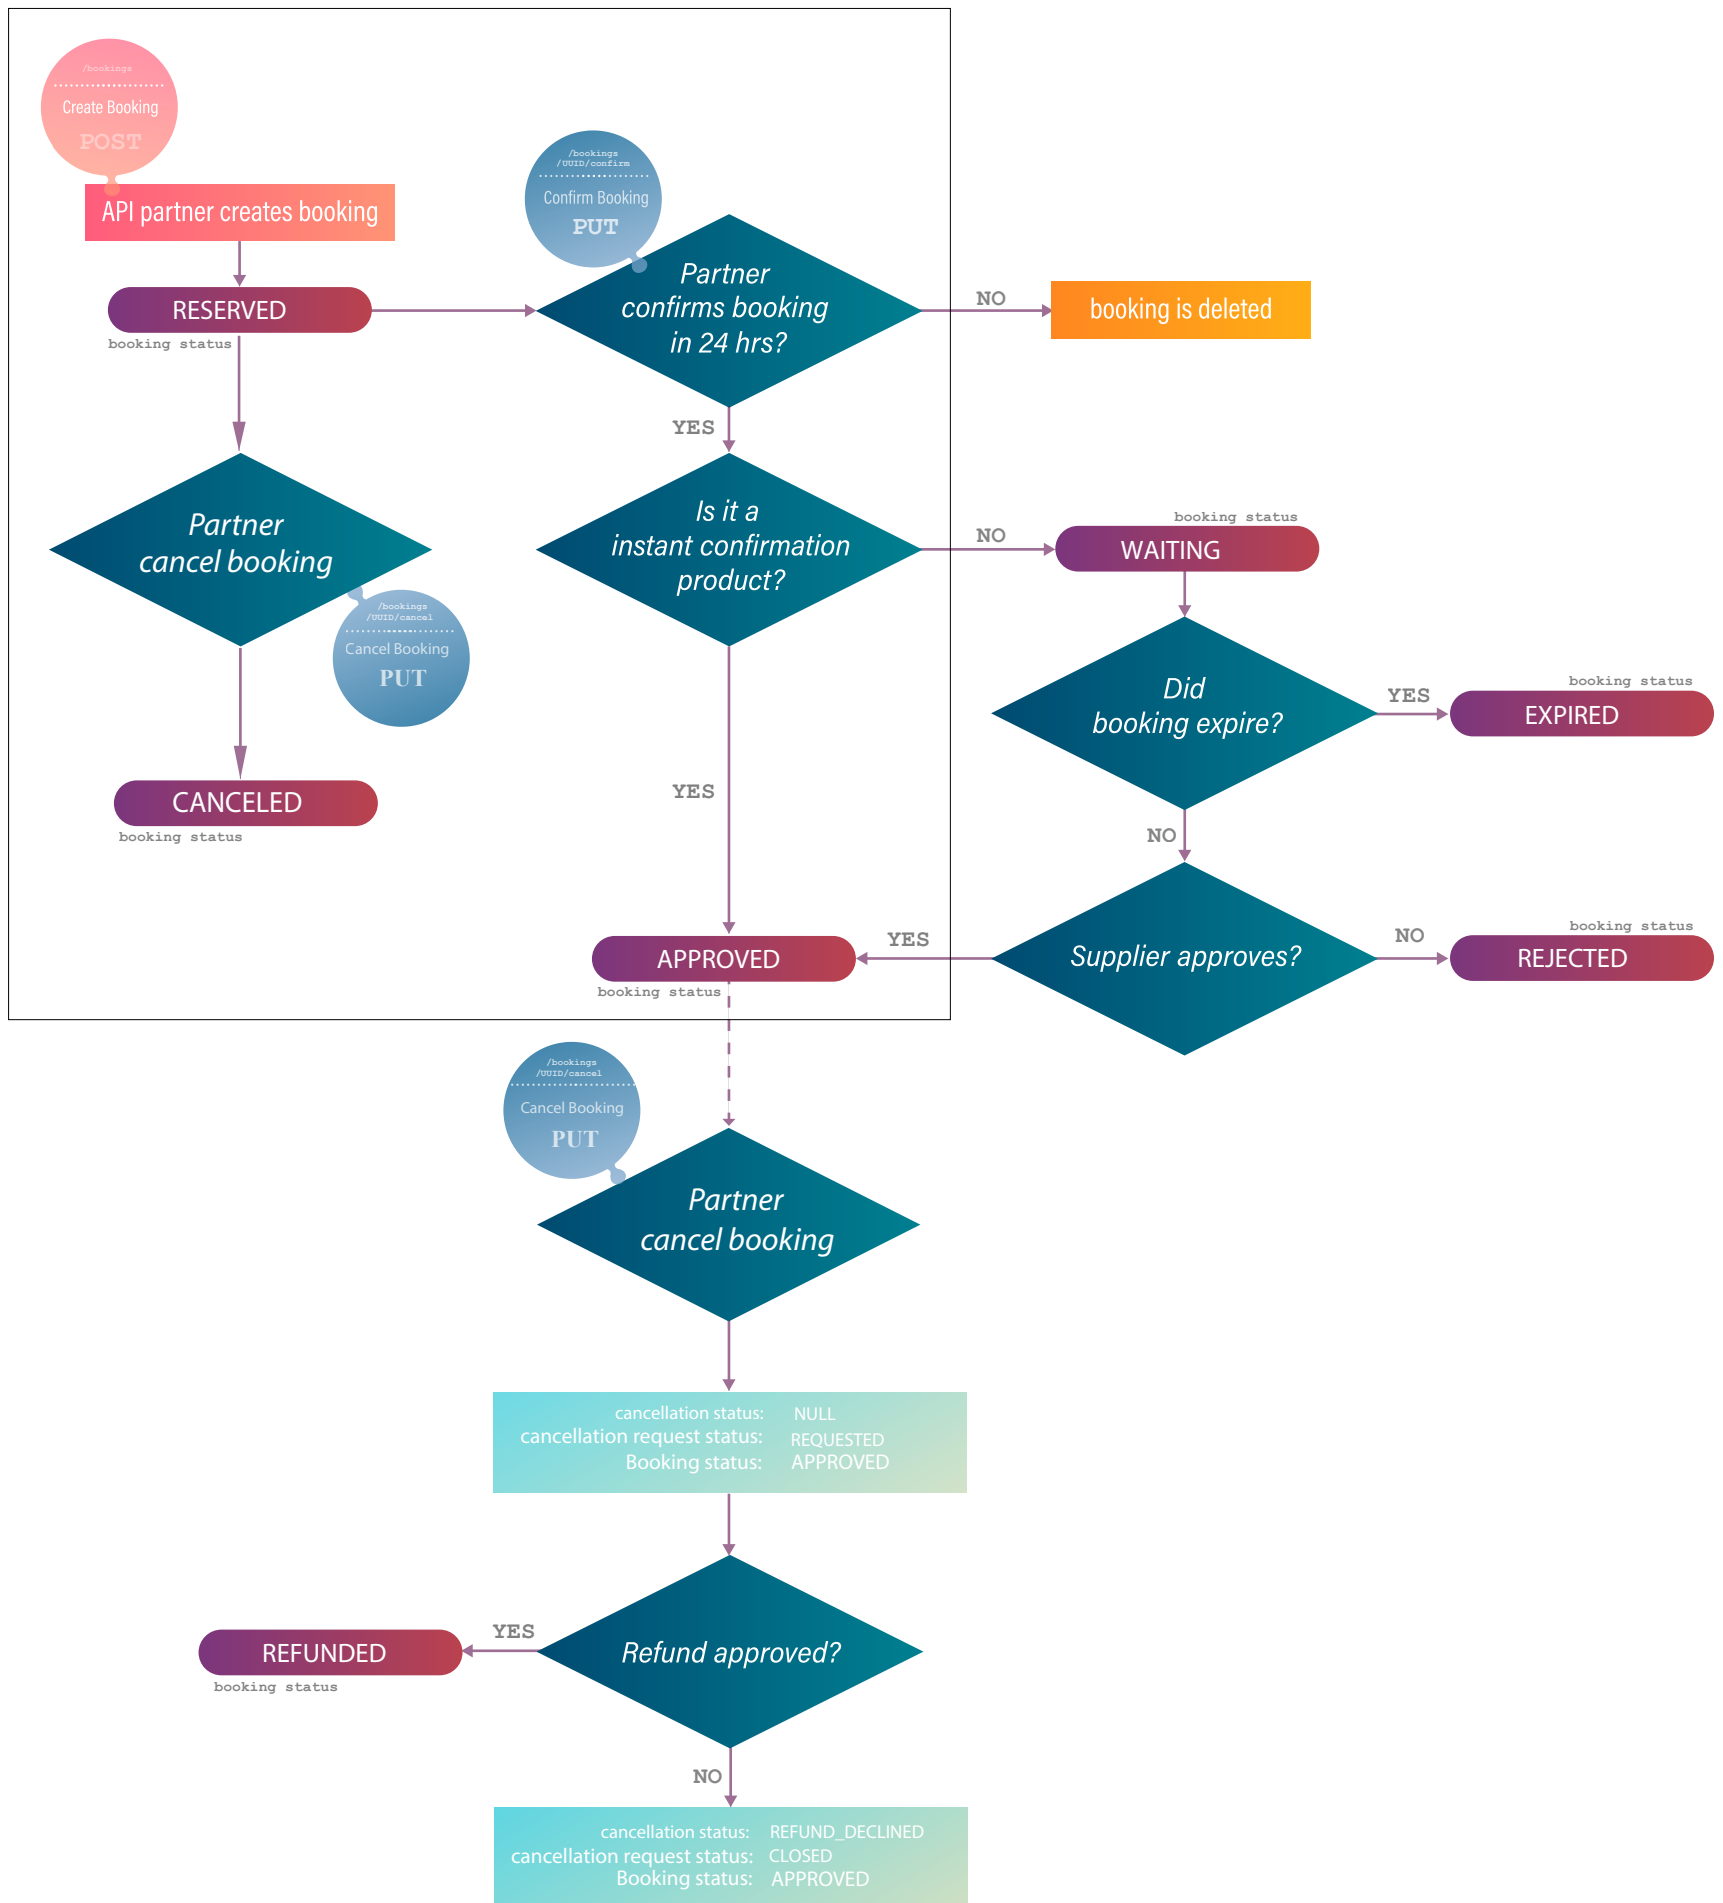 /bookings
Create Booking
POST
API partner creates booking
RESERVED
booking status
/bookings
/UUID/confirm
Confirm Booking
PUT
Partner
confirms booking
in 24 hrs?
NO
booking is deleted
YES
Partner
cancel booking
/bookings
/UUID/cancel
Cancel Booking
PUT
CANCELED
booking status
Is it a
instant confirmation
product?
NO
booking status
WAITING
Did
booking expire?
YES
booking status
EXPIRED
NO
YES
Supplier approves?
NO
booking status
REJECTED
YES
APPROVED
booking status
/bookings
/UUID/cancel
Cancel Booking
PUT
Partner
cancel booking
cancellation status: NULL
cancellation request status: REQUESTED
Booking status: APPROVED
Refund approved?
YES
REFUNDED
booking status
NO
cancellation status: REFUND_DECLINED
cancellation request status: CLOSED
Booking status: APPROVED